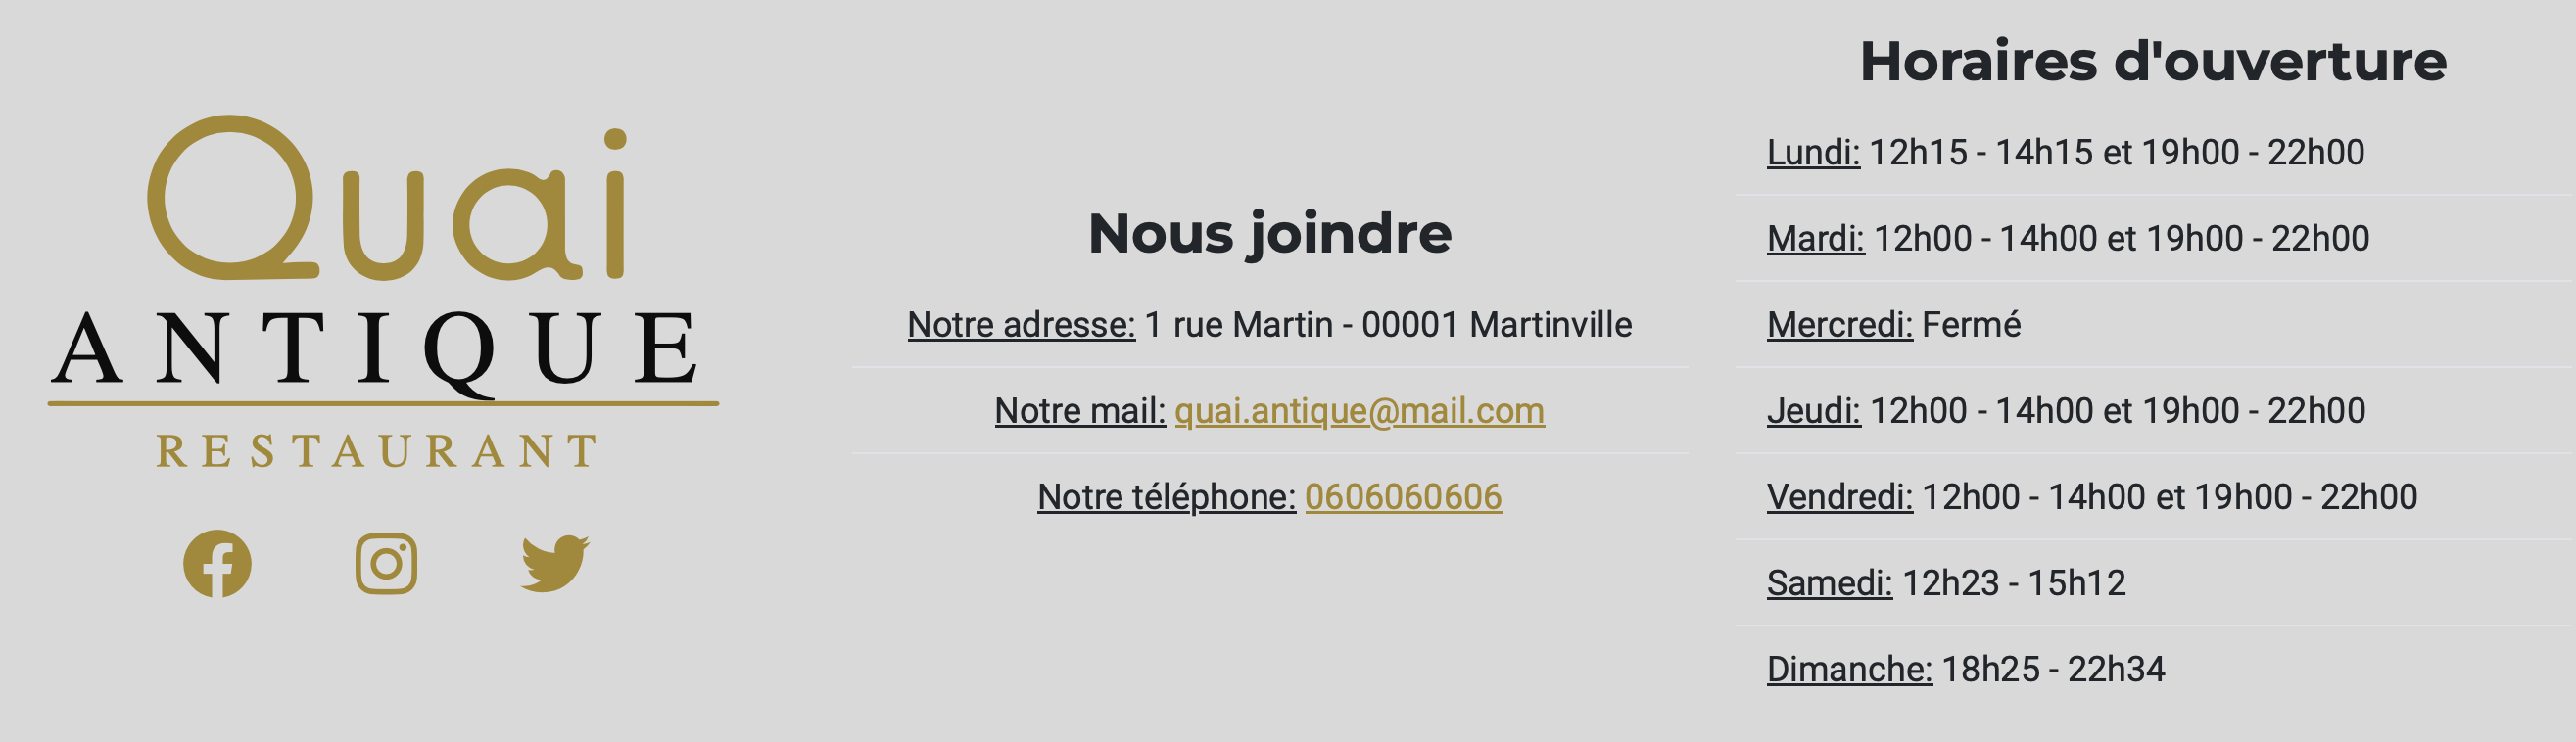 Quai
ANTIQUE
RESTAURANT
Nous joindre
Notre adresse: 1 rue Martin - 00001 Martinville
Notre mail: quai.antique@mail.com
Notre téléphone: 0606060606
Horaires d'ouverture
Lundi: 12h15 - 14h15 et 19h00 - 22h00
Mardi: 12h00 - 14h00 et 19h00 - 22h00
Mercredi: Fermé
Jeudi: 12h00 - 14h00 et 19h00 - 22h00
Vendredi: 12h00 - 14h00 et 19h00 - 22h00
Samedi: 12h23 - 15h12
Dimanche: 18h25 - 22h34